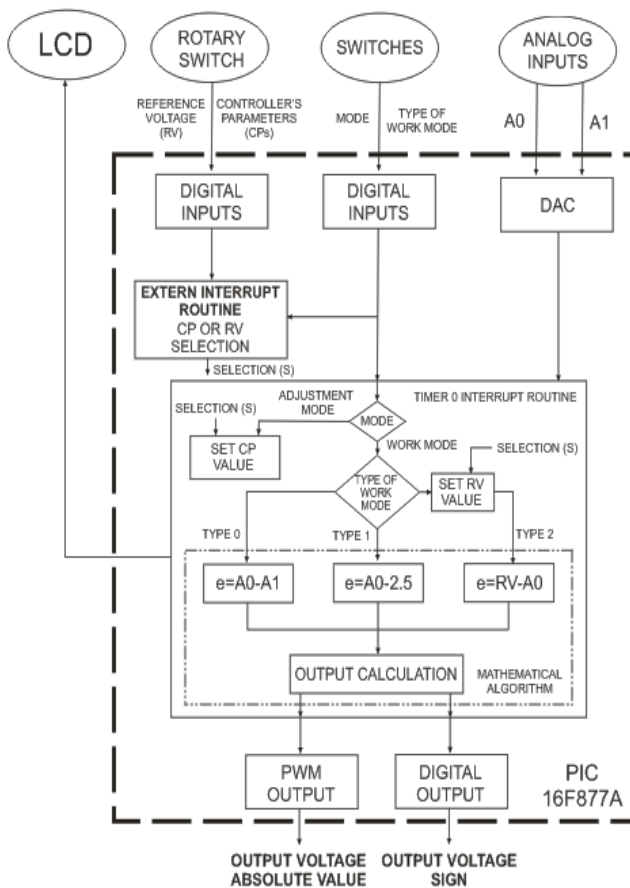 LCD
ROTARY
SWITCH
SWITCHES
ANALOG
INPUTS
REFERENCE
VOLTAGE
(RV)
CONTROLLER'S
PARAMETERS
(CPs)
MODE
TYPE OF
WORK MODE
A0
A1
DIGITAL
INPUTS
DIGITAL
INPUTS
DAC
EXTERN INTERRUPT
ROUTINE
CP OR RV
SELECTION
SELECTION (S)
TIMER 0 INTERRUPT ROUTINE
SELECTION (S)
ADJUSTMENT
MODE
MODE
SET CP
VALUE
WORK MODE
SELECTION (S)
TYPE OF
WORK
MODE
SET RV
VALUE
TYPE 0
TYPE 1
TYPE 2
e=A0-A1
e=A0-2.5
e=RV-A0
OUTPUT CALCULATION
MATHEMATICAL
ALGORITHM
PWM
OUTPUT
DIGITAL
OUTPUT
PIC
16F877A
OUTPUT VOLTAGE
ABSOLUTE VALUE
OUTPUT VOLTAGE
SIGN